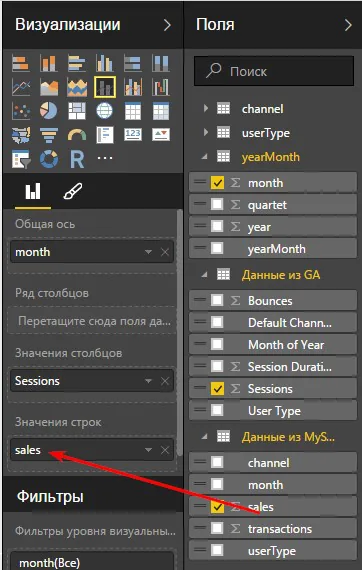 Визуализации
Общая ось
month
Ряд столбцов
Перетащите сюда поля да...
Значения столбцов
Sessions
Значения строк
sales
Фильтры
Фильтры уровня визуальны...
month(Все)
Поля
Поиск
channel
userType
yearMonth
month
quartet
year
yearMonth
Данные из GA
Bounces
Default Chann...
Month of Year
Session Durati...
Sessions
User Type
Данные из MyS...
channel
month
sales
transactions
userType